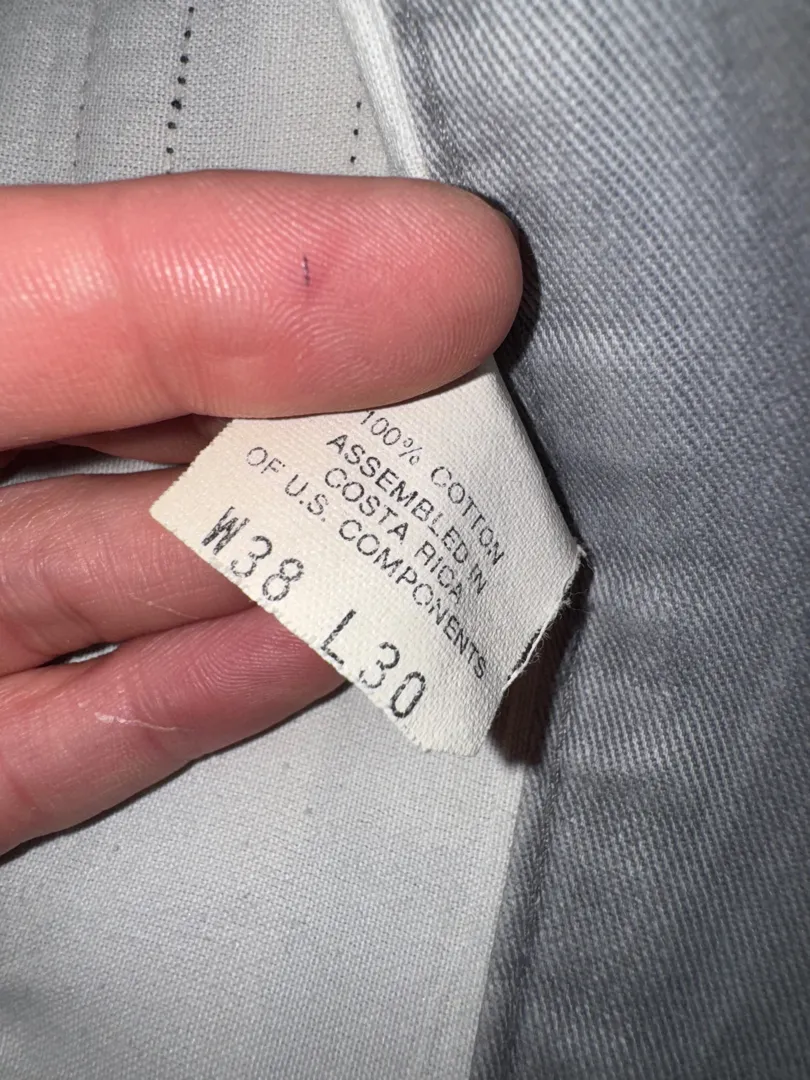 100% COTTON
ASSEMBLED IN
COSTA RICA
OF U.S. COMPONENTS
W38 L30